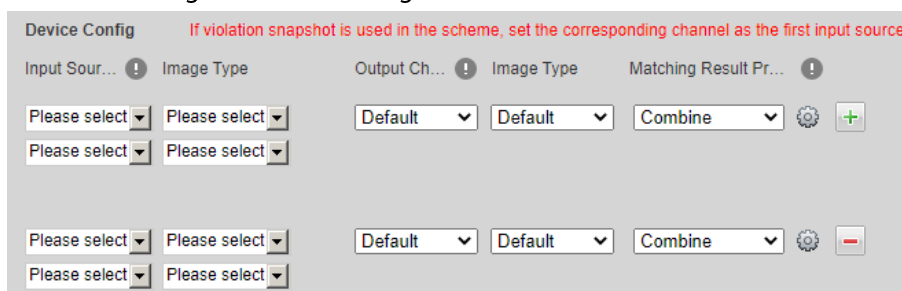 Device Config If violation snapshot is used in the scheme, set the corresponding channel as the first input source
Input Sour... Image Type Output Ch... Image Type Matching Result Pr...
Please select Please select Default Default Combine
Please select Please select
Please select Please select Default Default Combine
Please select Please select